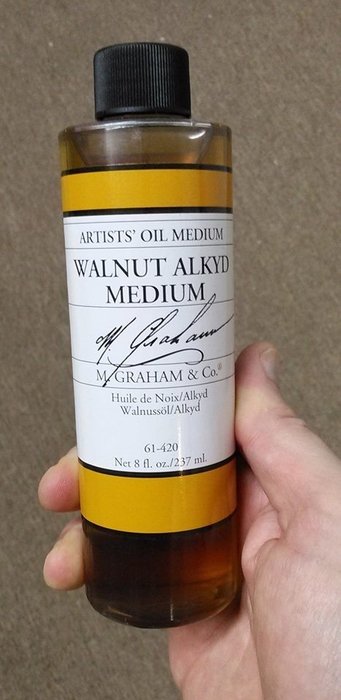 ARTISTS' OIL MEDIUM
WALNUT ALKYD
MEDIUM
M. Graham
M. GRAHAM & Co.®
Huile de Noix/Alkyd
Walnussöl/Alkyd
61-420
Net 8 fl. oz./237 ml.